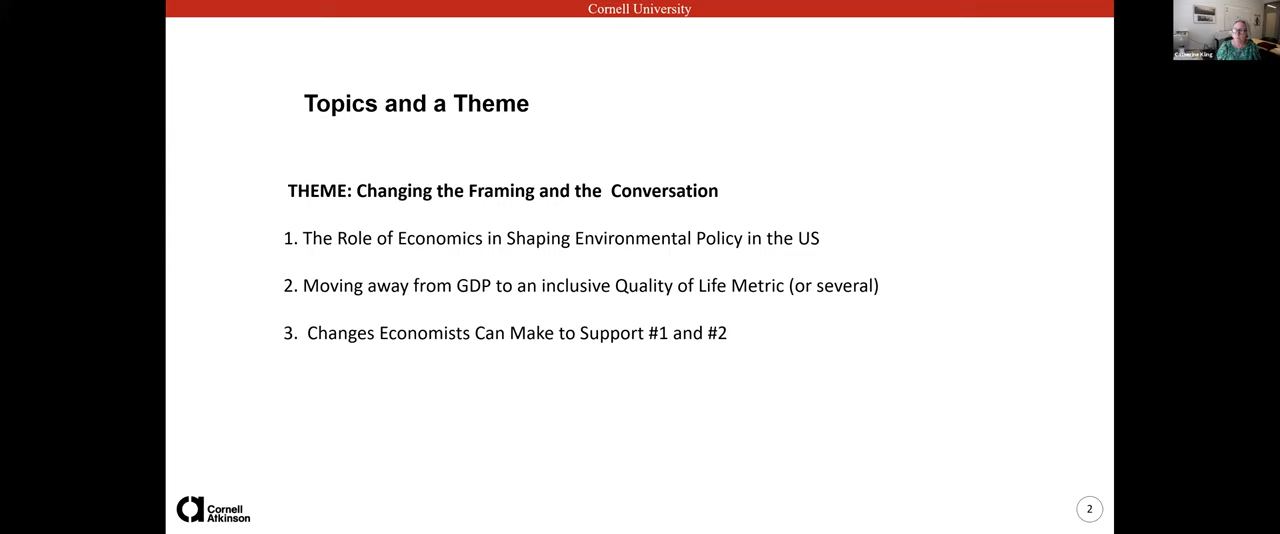 Cornell University
Catherine Kling
Topics and a Theme
THEME: Changing the Framing and the Conversation
1. The Role of Economics in Shaping Environmental Policy in the US
2. Moving away from GDP to an inclusive Quality of Life Metric (or several)
3. Changes Economists Can Make to Support #1 and #2
Cornell
Atkinson
2